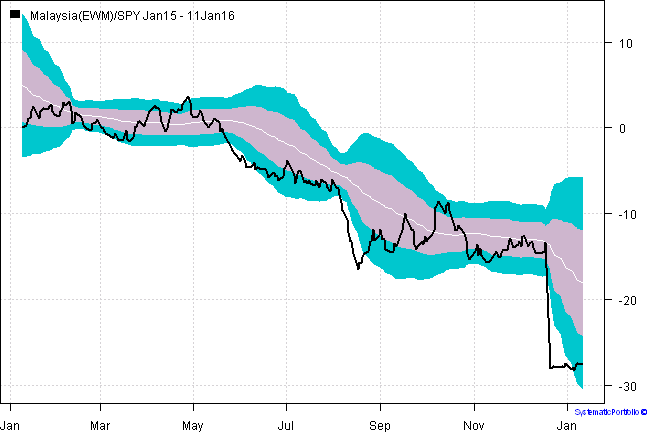 Malaysia(EWM)/SPY Jan15 - 11Jan16
10
0
-10
-20
-30
Jan Mar May Jul Sep Nov Jan
SystematicPortfolio ©